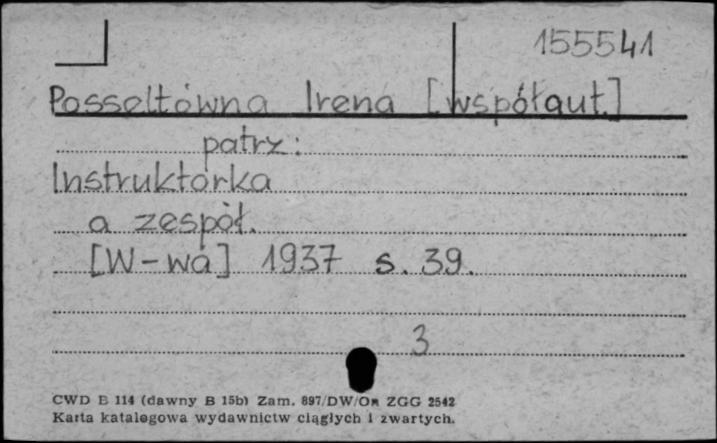 155541
Posseltówna Irena [współaut.]
patrz:
Instruktorka
a zespół.
[W-wa] 1937 s. 39.
3
CWD B 114 (dawny B 15b) Zam. 897/DW/Om ZGG 2542
Karta katalogowa wydawnictw ciągłych i zwartych.